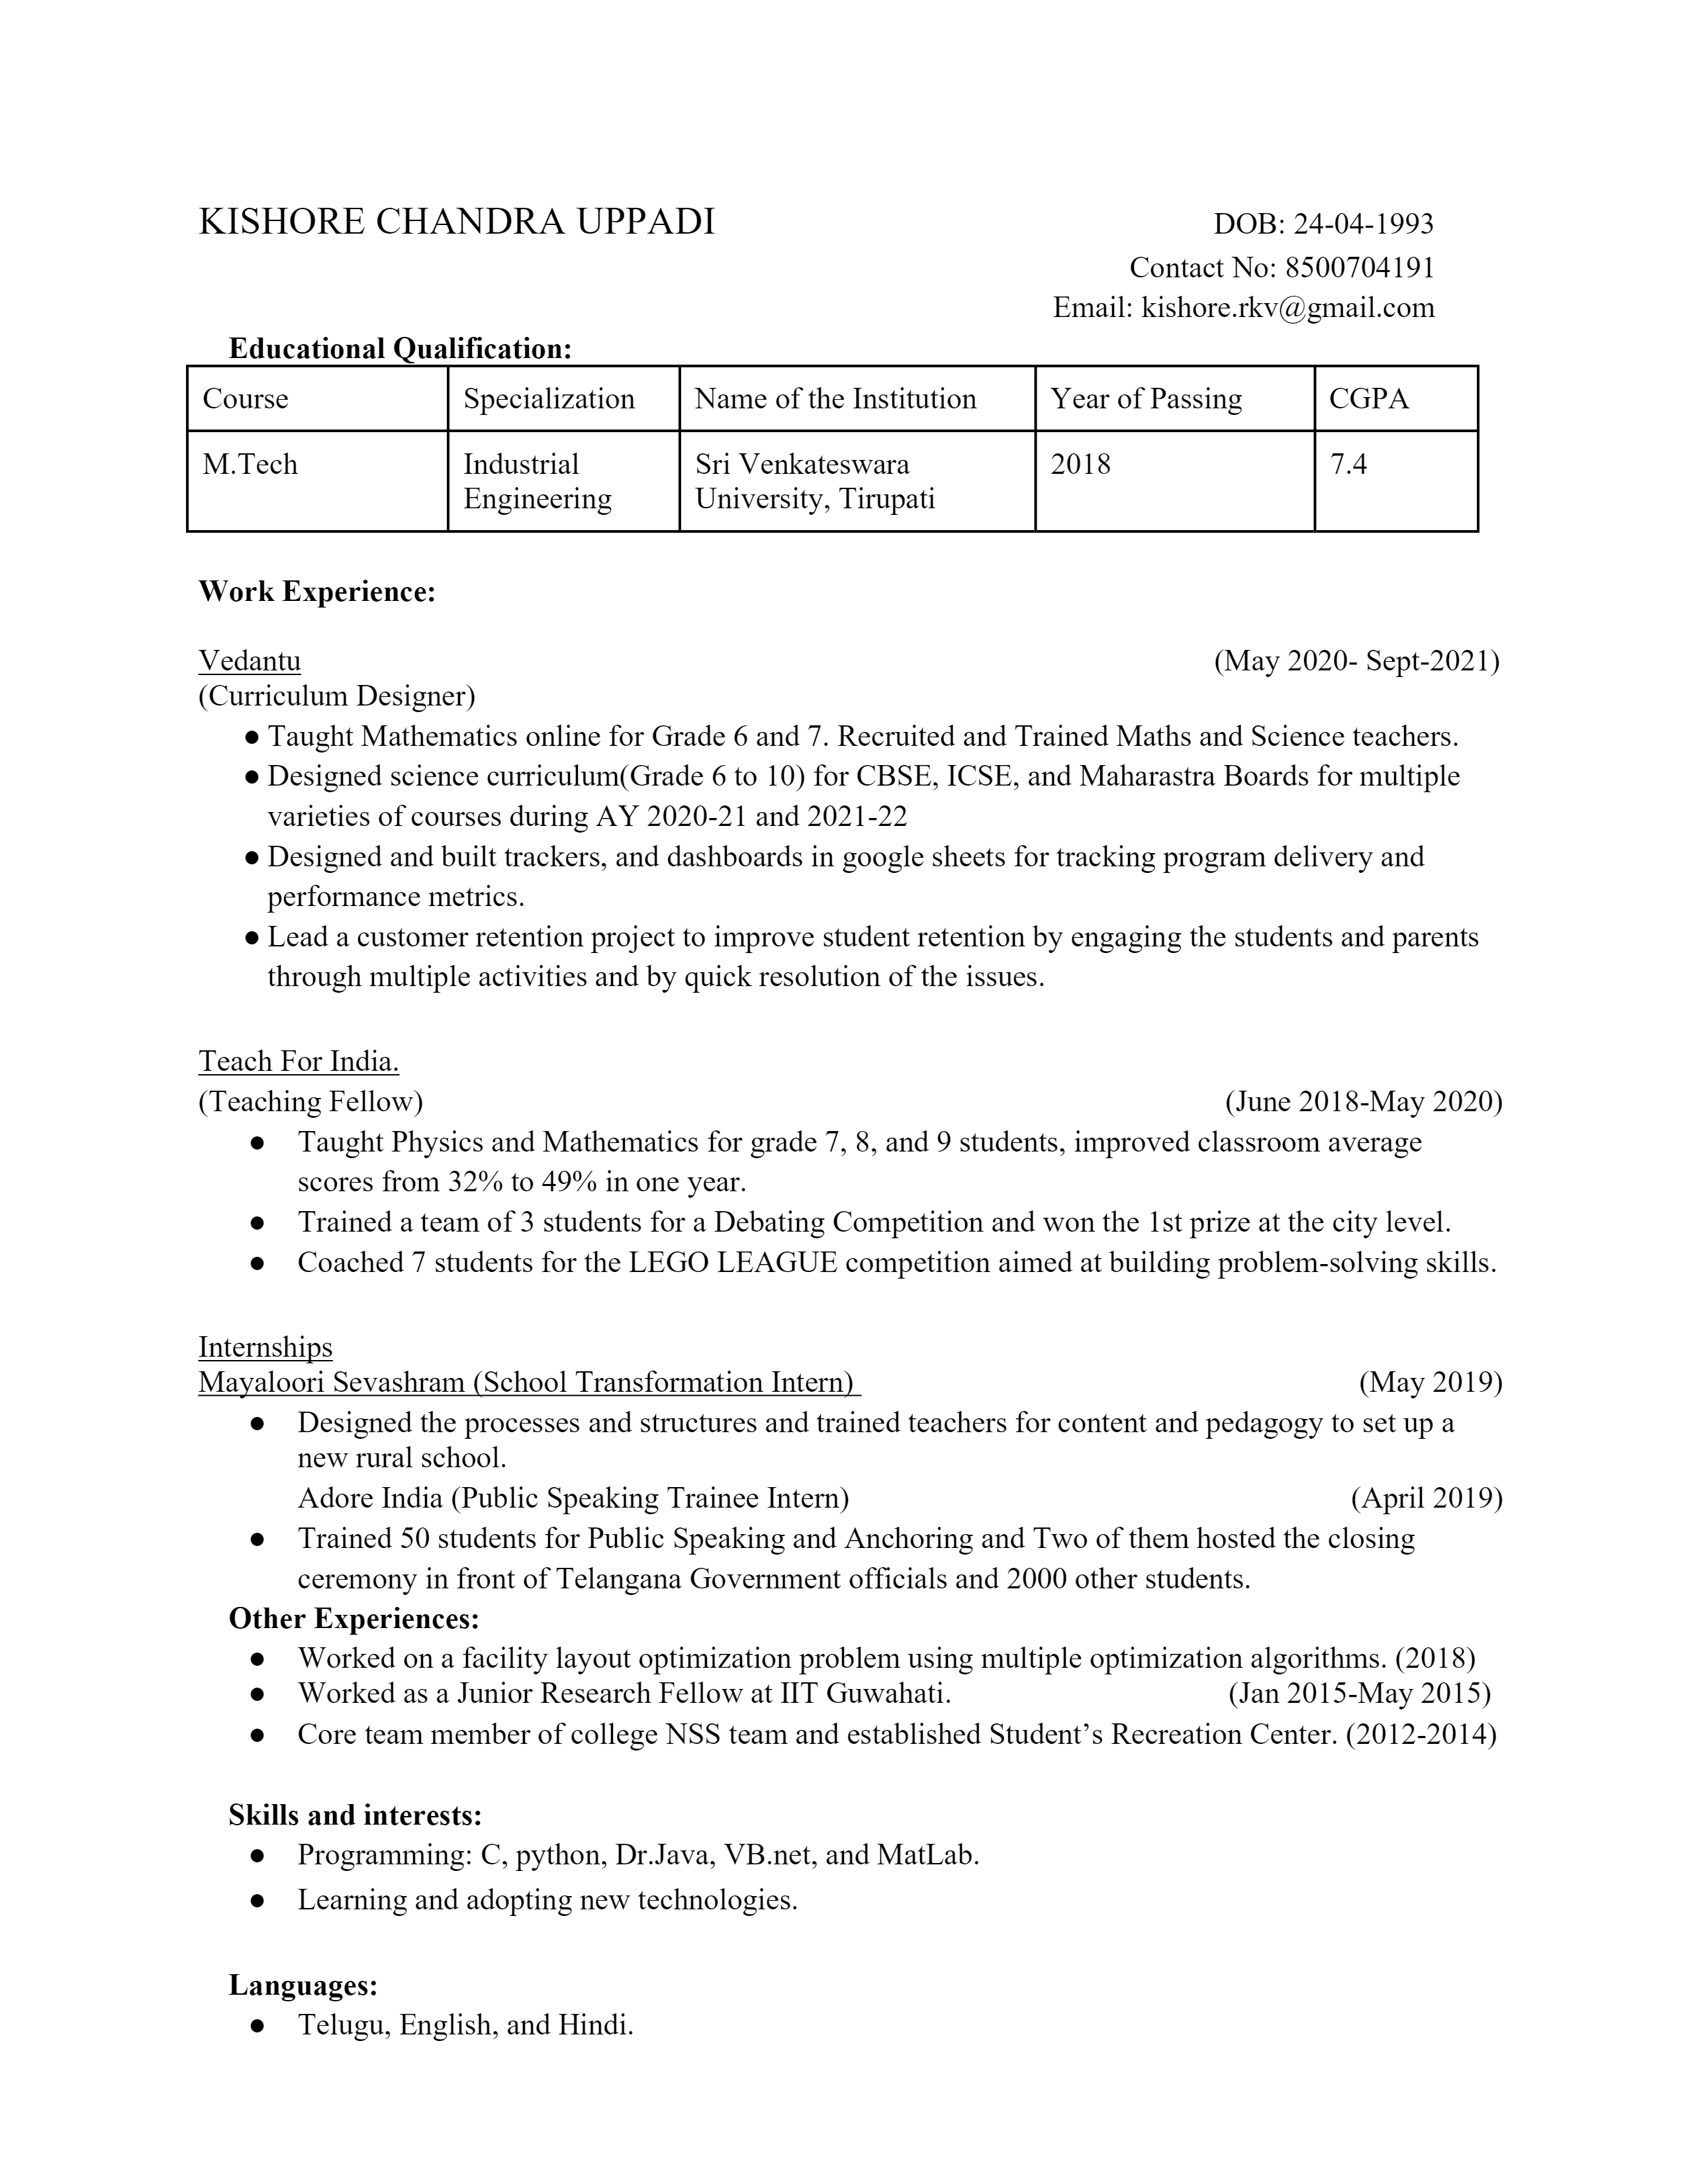 KISHORE CHANDRA UPPADI DOB: 24-04-1993
Contact No: 8500704191
Email: kishore.rkv@gmail.com
Educational Qualification:
Course Specialization Name of the Institution Year of Passing CGPA
M.Tech Industrial Sri Venkateswara 2018 7.4
Engineering University, Tirupati
Work Experience:
Vedantu (May 2020- Sept-2021)
(Curriculum Designer)
● Taught Mathematics online for Grade 6 and 7. Recruited and Trained Maths and Science teachers.
● Designed science curriculum(Grade 6 to 10) for CBSE, ICSE, and Maharastra Boards for multiple
varieties of courses during AY 2020-21 and 2021-22
● Designed and built trackers, and dashboards in google sheets for tracking program delivery and
performance metrics.
● Lead a customer retention project to improve student retention by engaging the students and parents
through multiple activities and by quick resolution of the issues.
Teach For India.
(Teaching Fellow) (June 2018-May 2020)
● Taught Physics and Mathematics for grade 7, 8, and 9 students, improved classroom average
scores from 32% to 49% in one year.
● Trained a team of 3 students for a Debating Competition and won the 1st prize at the city level.
● Coached 7 students for the LEGO LEAGUE competition aimed at building problem-solving skills.
Internships
Mayaloori Sevashram (School Transformation Intern) (May 2019)
● Designed the processes and structures and trained teachers for content and pedagogy to set up a
new rural school.
Adore India (Public Speaking Trainee Intern) (April 2019)
● Trained 50 students for Public Speaking and Anchoring and Two of them hosted the closing
ceremony in front of Telangana Government officials and 2000 other students.
Other Experiences:
● Worked on a facility layout optimization problem using multiple optimization algorithms. (2018)
● Worked as a Junior Research Fellow at IIT Guwahati. (Jan 2015-May 2015)
● Core team member of college NSS team and established Student’s Recreation Center. (2012-2014)
Skills and interests:
● Programming: C, python, Dr.Java, VB.net, and MatLab.
● Learning and adopting new technologies.
Languages:
● Telugu, English, and Hindi.